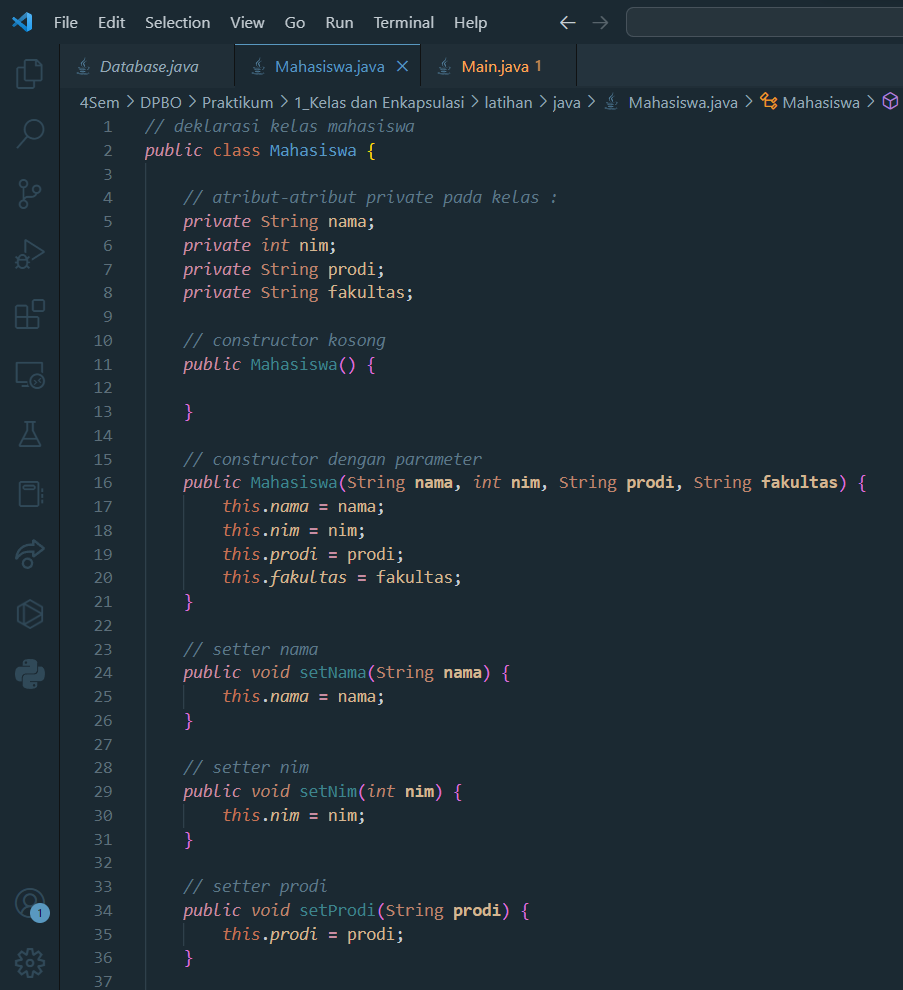 File Edit Selection View Go Run Terminal Help
Database.java Mahasiswa.java Main.java 1
4Sem > DPBO > Praktikum > 1_Kelas dan Enkapsulasi > latihan > java > Mahasiswa.java > Mahasiswa >
1 // deklarasi kelas mahasiswa
2 public class Mahasiswa {
3
4 // atribut-atribut private pada kelas :
5 private String nama;
6 private int nim;
7 private String prodi;
8 private String fakultas;
9
10 // constructor kosong
11 public Mahasiswa() {
12
13 }
14
15 // constructor dengan parameter
16 public Mahasiswa(String nama, int nim, String prodi, String fakultas) {
17 this.nama = nama;
18 this.nim = nim;
19 this.prodi = prodi;
20 this.fakultas = fakultas;
21 }
22
23 // setter nama
24 public void setNama(String nama) {
25 this.nama = nama;
26 }
27
28 // setter nim
29 public void setNim(int nim) {
30 this.nim = nim;
31 }
32
33 // setter prodi
34 public void setProdi(String prodi) {
35 this.prodi = prodi;
36 }
37
1